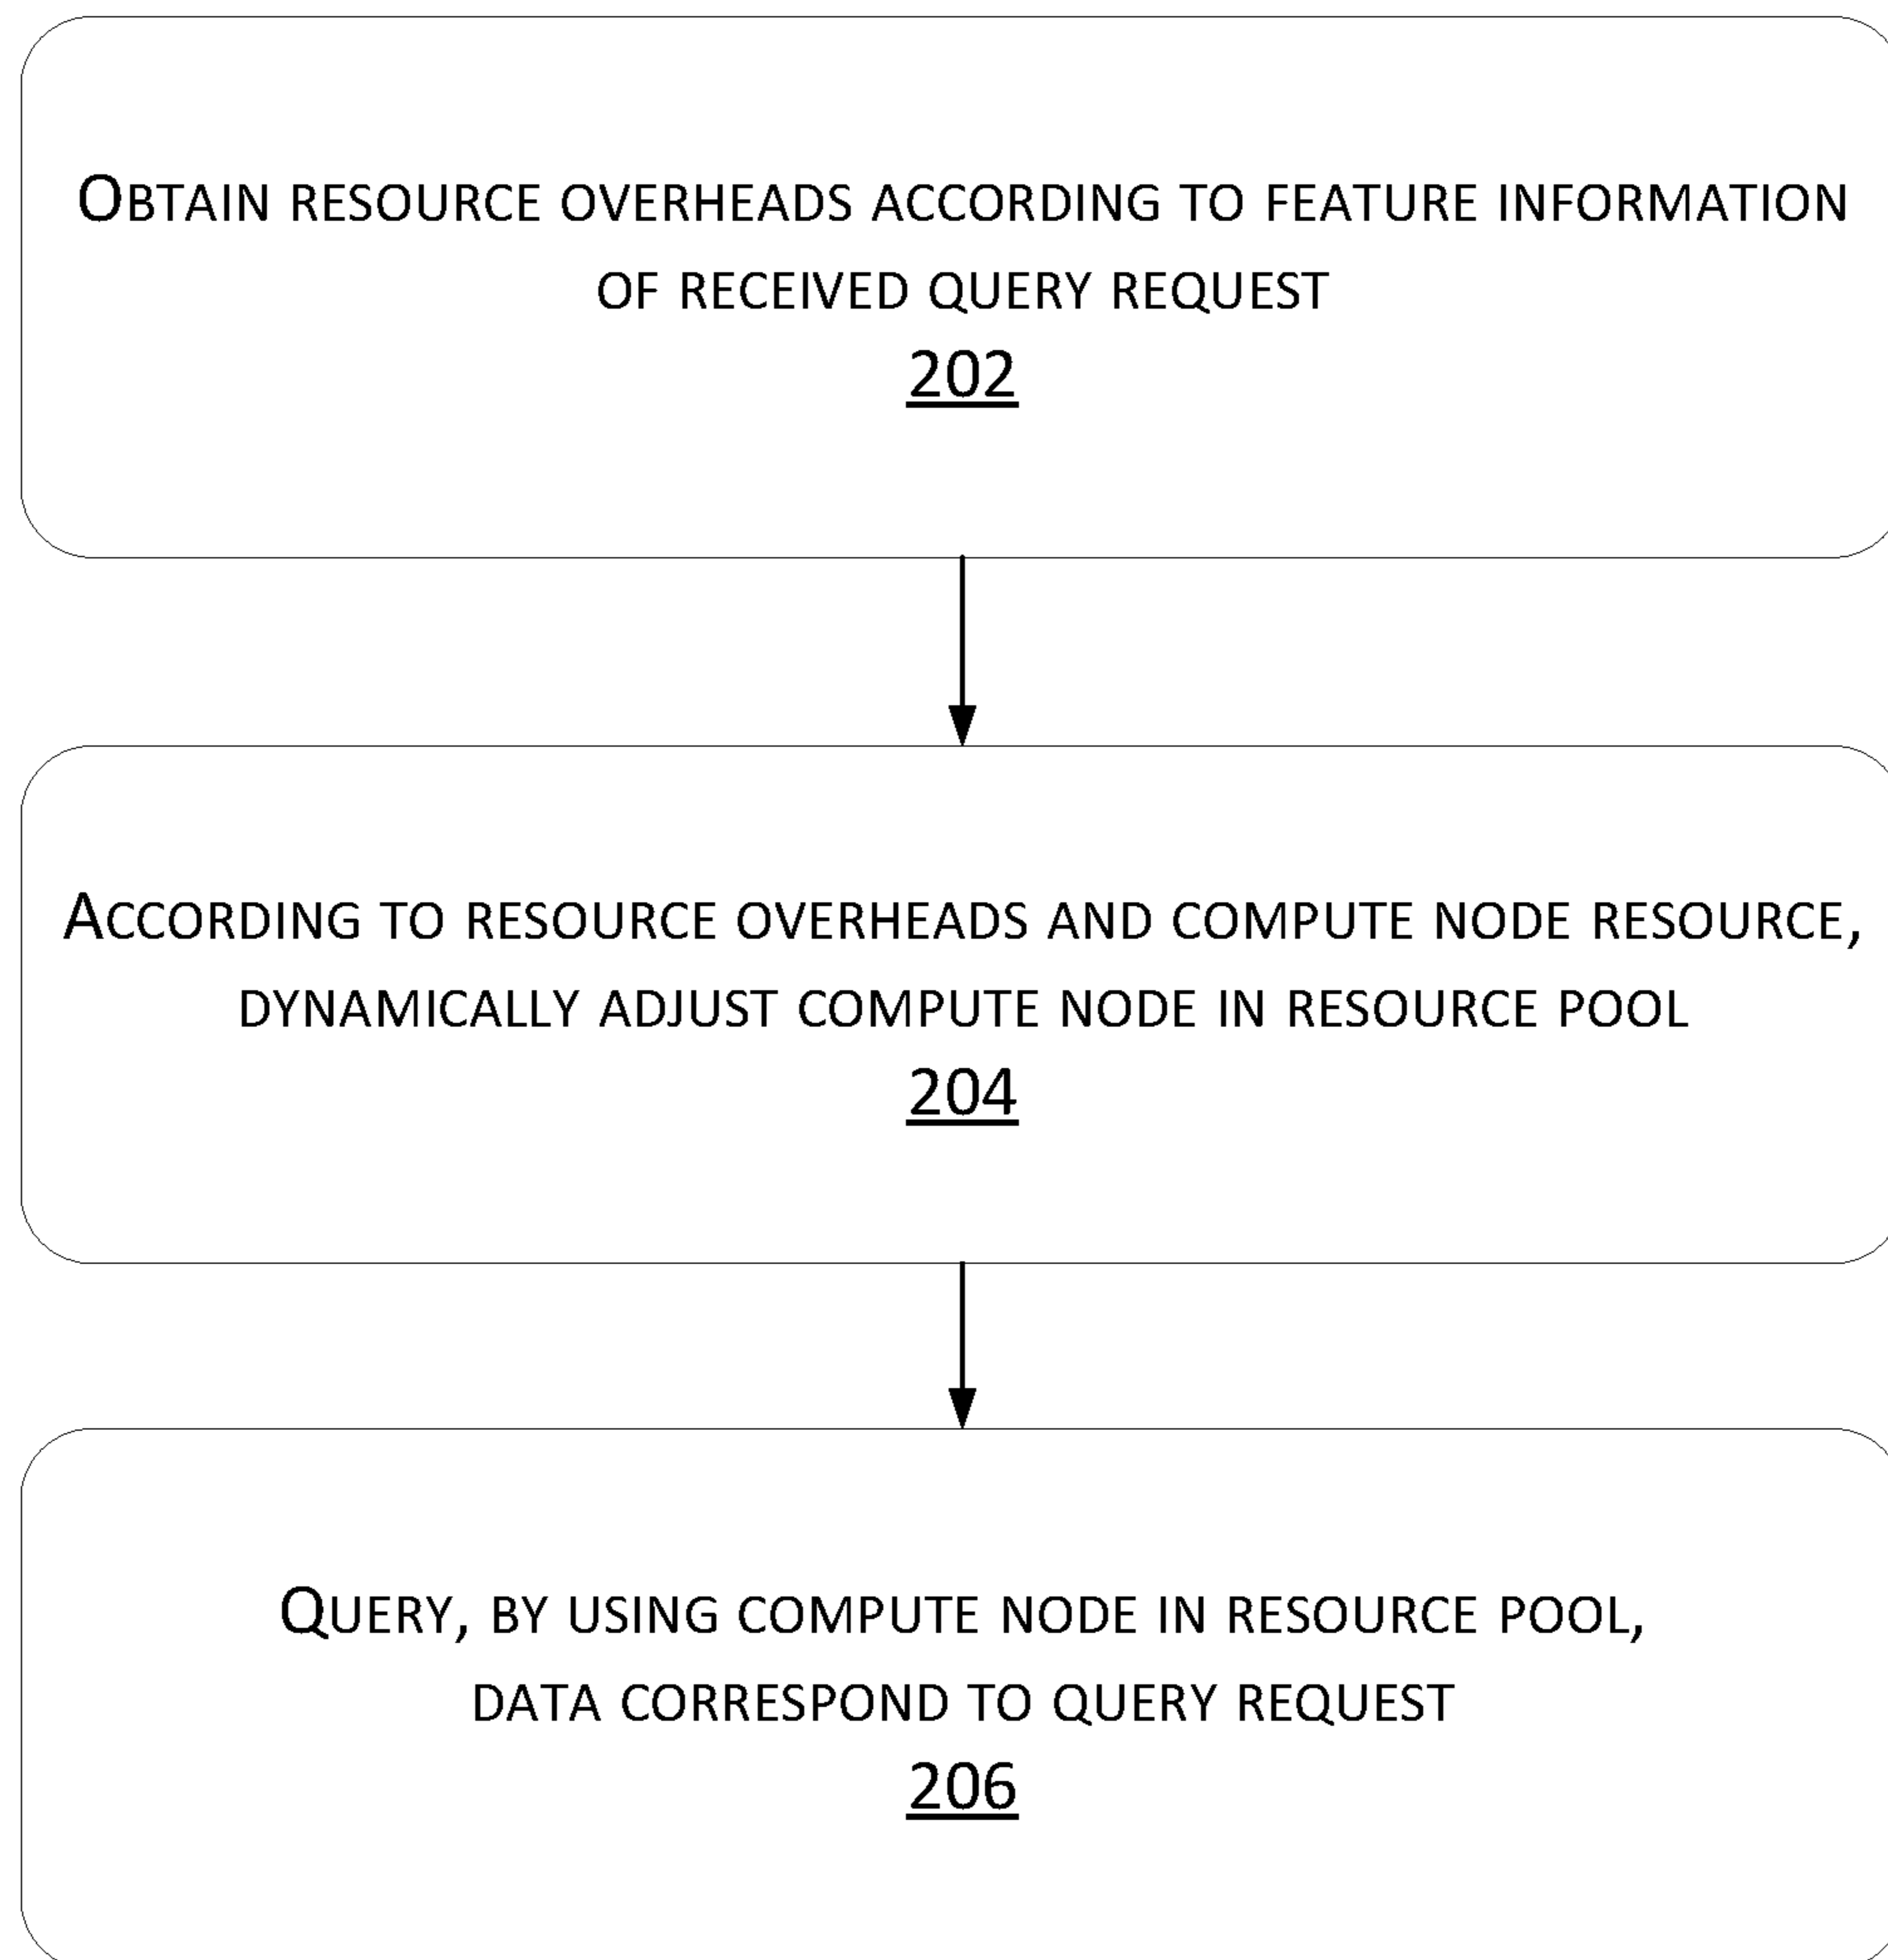 OBTAIN RESOURCE OVERHEADS ACCORDING TO FEATURE INFORMATION
OF RECEIVED QUERY REQUEST
202
ACCORDING TO RESOURCE OVERHEADS AND COMPUTE NODE RESOURCE,
DYNAMICALLY ADJUST COMPUTE NODE IN RESOURCE POOL
204
QUERY, BY USING COMPUTE NODE IN RESOURCE POOL,
DATA CORRESPOND TO QUERY REQUEST
206